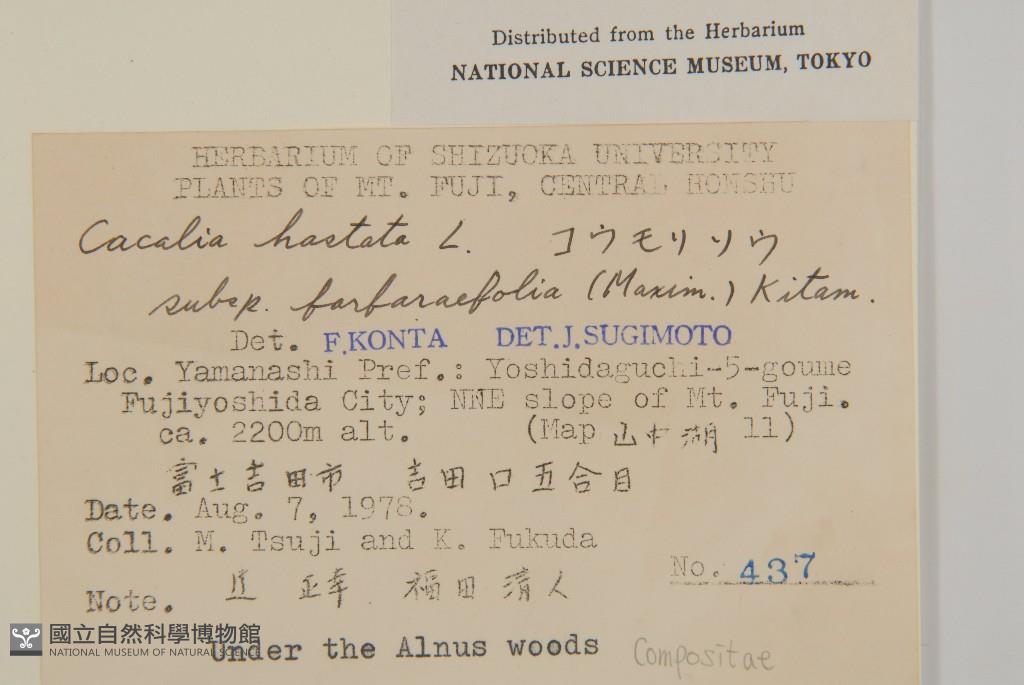 Distributed from the Herbarium
NATIONAL SCIENCE MUSEUM, TOKYO
HERBARIUM OF SHIZUOKA UNIVERSITY
PLANTS OF MT. FUJI, CENTRAL HONSHU
Cacalia hastata L. コウモリソウ
subsp. farfaraefolia (Maxim.) Kitam.
Det. F.KONTA DET.J.SUGIMOTO
Loc. Yamanashi Pref.: Yoshidaguchi-5-goume
Fujiyoshida City; NNE slope of Mt. Fuji.
ca. 2200m alt. (Map 山中湖 11)
富士吉田市 吉田口五合目
Date. Aug. 7, 1978.
Coll. M. Tsuji and K. Fukuda
No. 437
正幸 福田清人
Note.
Under the Alnus woods
Compositae
國立自然科學博物館
NATIONAL MUSEUM OF NATURAL SCIENCE